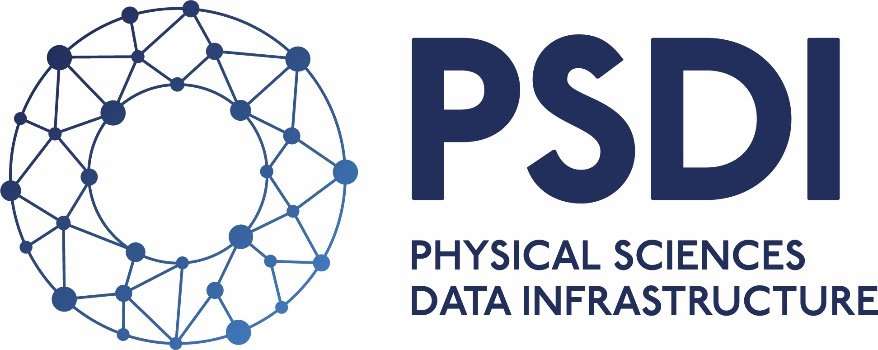 PSDI
PHYSICAL SCIENCES
DATA INFRASTRUCTURE